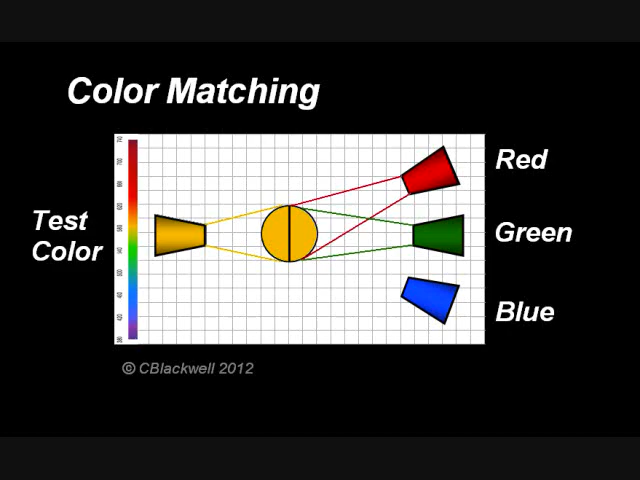 Color Matching
Red
Test
Color
Green
Blue
© CBlackwell 2012